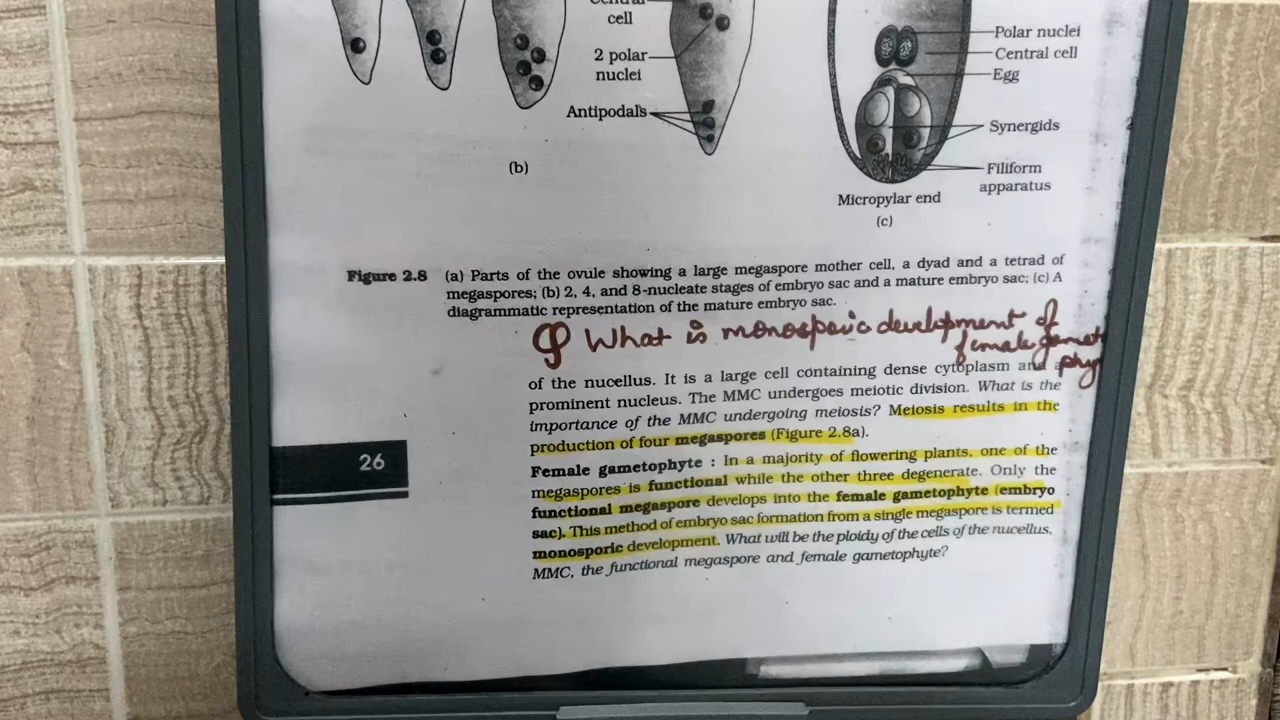 Central
cell
2 polar
nuclei
Antipodals
(b)
Polar nuclei
Central cell
Egg
Synergids
Filiform
apparatus
Micropylar end
(c)
Figure 2.8 (a) Parts of the ovule showing a large megaspore mother cell, a dyad and a tetrad of
megaspores; (b) 2, 4, and 8-nucleate stages of embryo sac and a mature embryo sac; (c) A
diagrammatic representation of the mature embryo sac.
Q What is monosporic development of
female gamet
phy
of the nucellus. It is a large cell containing dense cytoplasm and a
prominent nucleus. The MMC undergoes meiotic division. What is the
importance of the MMC undergoing meiosis? Meiosis results in the
production of four megaspores (Figure 2.8a).
26
Female gametophyte : In a majority of flowering plants, one of the
megaspores is functional while the other three degenerate. Only the
functional megaspore develops into the female gametophyte (embryo
sac). This method of embryo sac formation from a single megaspore is termed
monosporic development. What will be the ploidy of the cells of the nucellus,
MMC, the functional megaspore and female gametophyte?